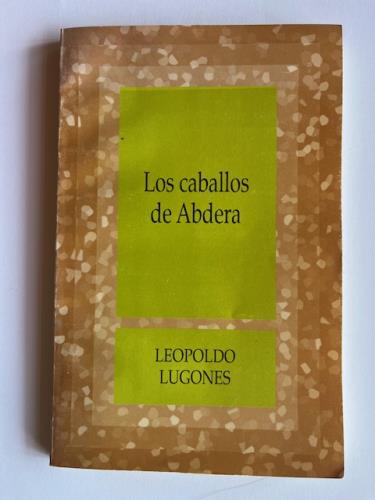 Los caballos
de Abdera
LEOPOLDO
LUGONES